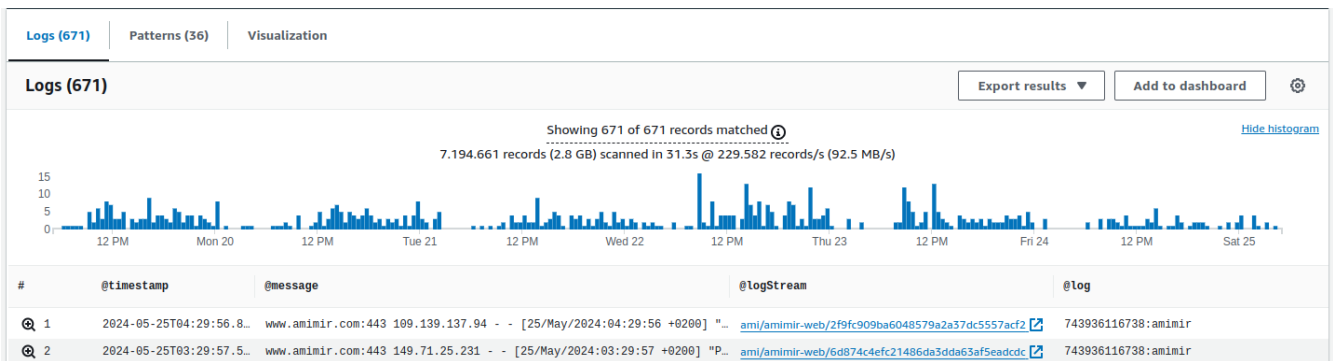 Logs (671) Patterns (36) Visualization
Logs (671) Export results ▼ Add to dashboard
Showing 671 of 671 records matched Hide histogram
7.194.661 records (2.8 GB) scanned in 31.3s @ 229.582 records/s (92.5 MB/s)
15
10
5
0
12 PM Mon 20 12 PM Tue 21 12 PM Wed 22 12 PM Thu 23 12 PM Fri 24 12 PM Sat 25
# @timestamp @message @logStream @log
1 2024-05-25T04:29:56.8… www.amimir.com:443 109.139.137.94 - - [25/May/2024:04:29:56 +0200] "… ami/amimir-web/2f9fc909ba6048579a2a37dc5557acf2 743936116738:amimir
2 2024-05-25T03:29:57.5… www.amimir.com:443 149.71.25.231 - - [25/May/2024:03:29:57 +0200] "P… ami/amimir-web/6d874c4efc21486da3dda63af5eadcdc 743936116738:amimir